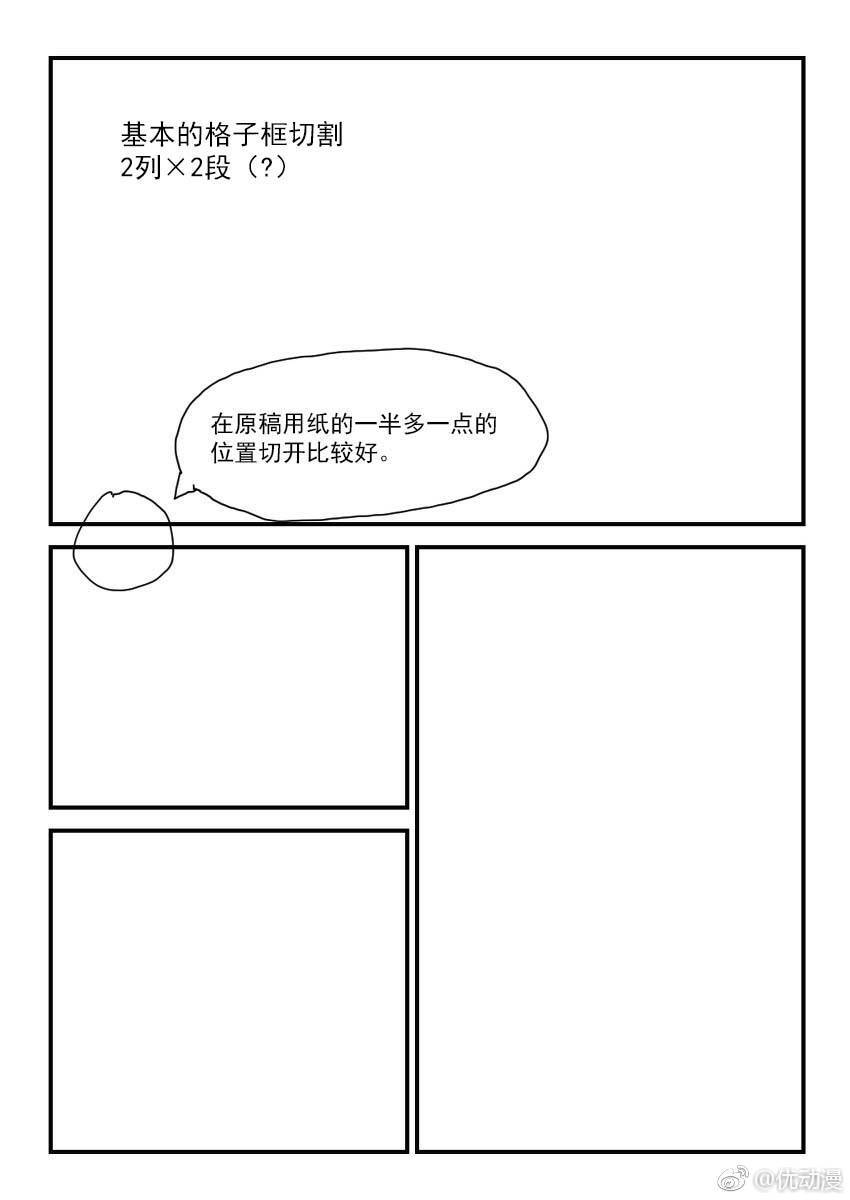 基本的格子框切割
2列×2段（?）
在原稿用纸的一半多一点的
位置切开比较好。
@优动漫